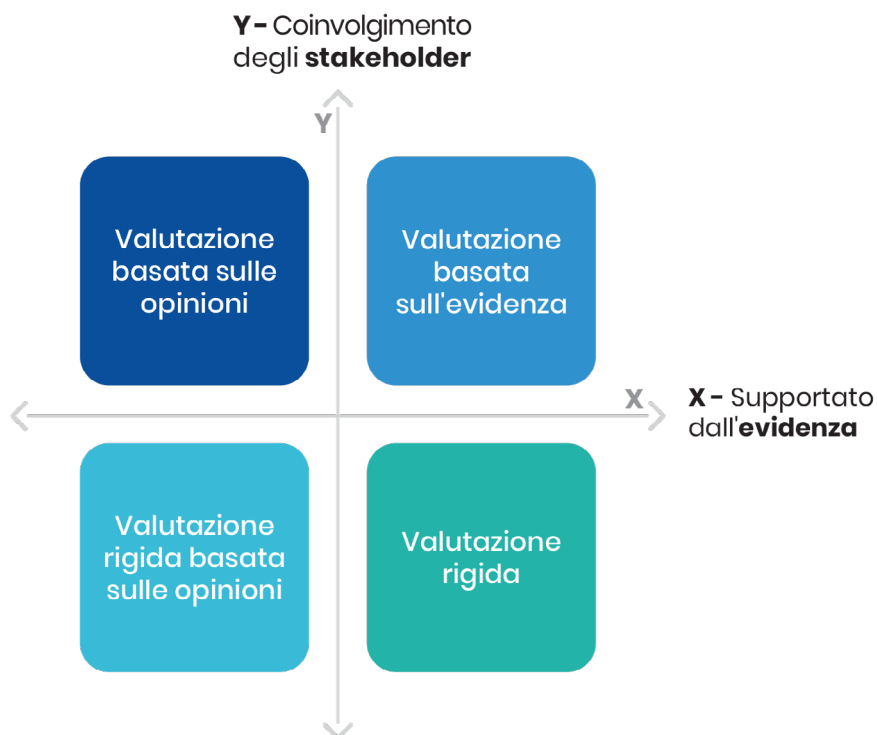 Y - Coinvolgimento
degli stakeholder
Y
Valutazione
basata sulle
opinioni
Valutazione
basata
sull'evidenza
X
X - Supportato
dall'evidenza
Valutazione
rigida basata
sulle opinioni
Valutazione
rigida